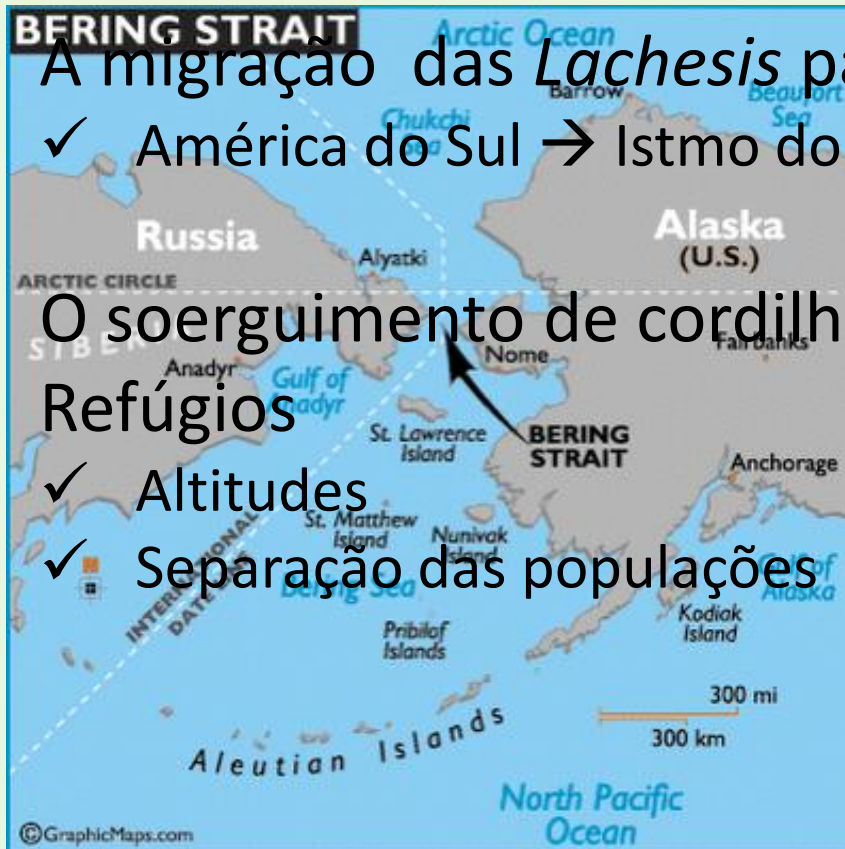 BERING STRAIT
Arctic Ocean
A migração das Lachesis
Barrow
Beaufort
Sea
Chukchi
Sea
✓ América do Sul → Istmo do
Russia
Alaska
(U.S.)
Alyatki
ARCTIC CIRCLE
O soerguimento de
SIBERIA
Fairbanks
Nome
Anadyr
Gulf of
Anadyr
Refúgios
St. Lawrence
Island
BERING
STRAIT
Anchorage
✓ Altitudes
St. Matthew
Island
Nunivak
Island
✓ Separação das populações
INTERNATIONAL
DATE
Bering Sea
Gulf of
Alaska
Kodiak
Island
Pribilof
Islands
300 mi
300 km
Aleutian Islands
North Pacific
Ocean
©GraphicMaps.com